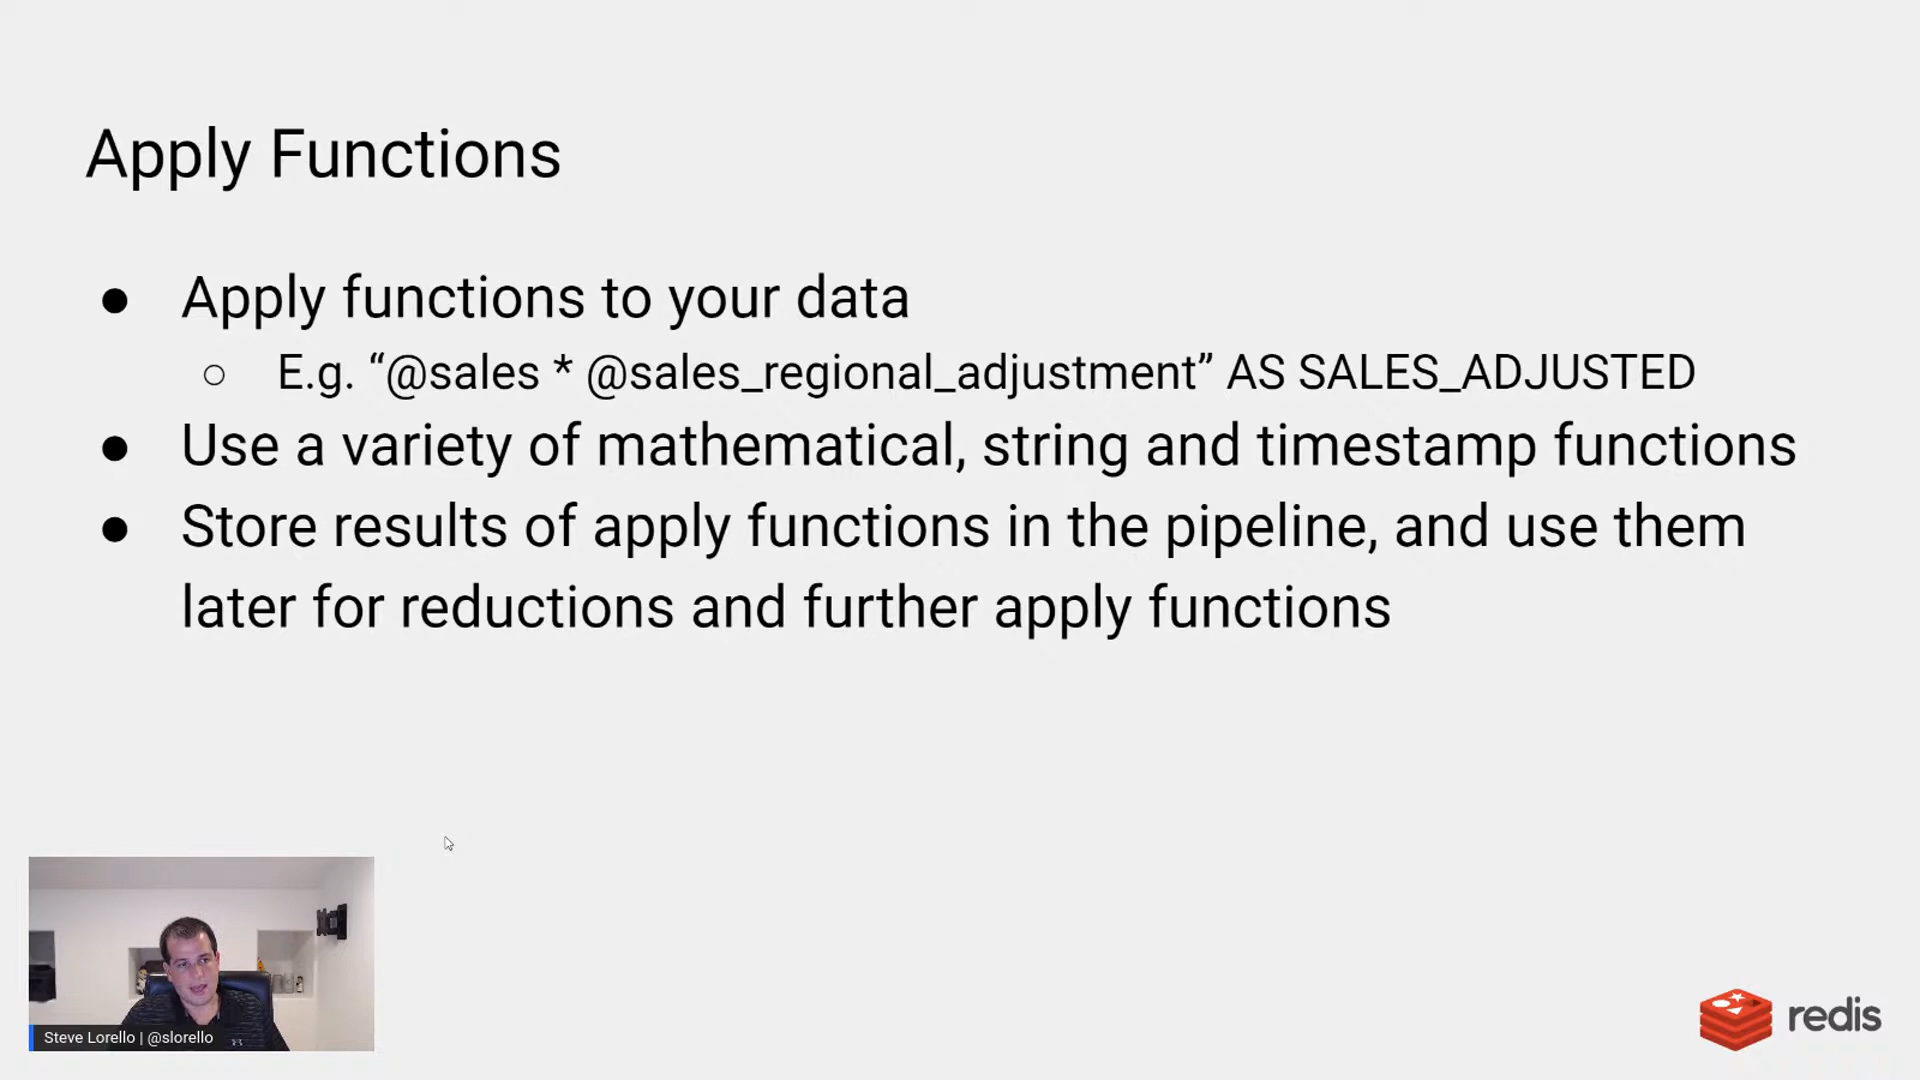 Apply Functions
● Apply functions to your data
○ E.g. “@sales * @sales_regional_adjustment” AS SALES_ADJUSTED
● Use a variety of mathematical, string and timestamp functions
● Store results of apply functions in the pipeline, and use them
later for reductions and further apply functions
Steve Lorello | @slorello
redis